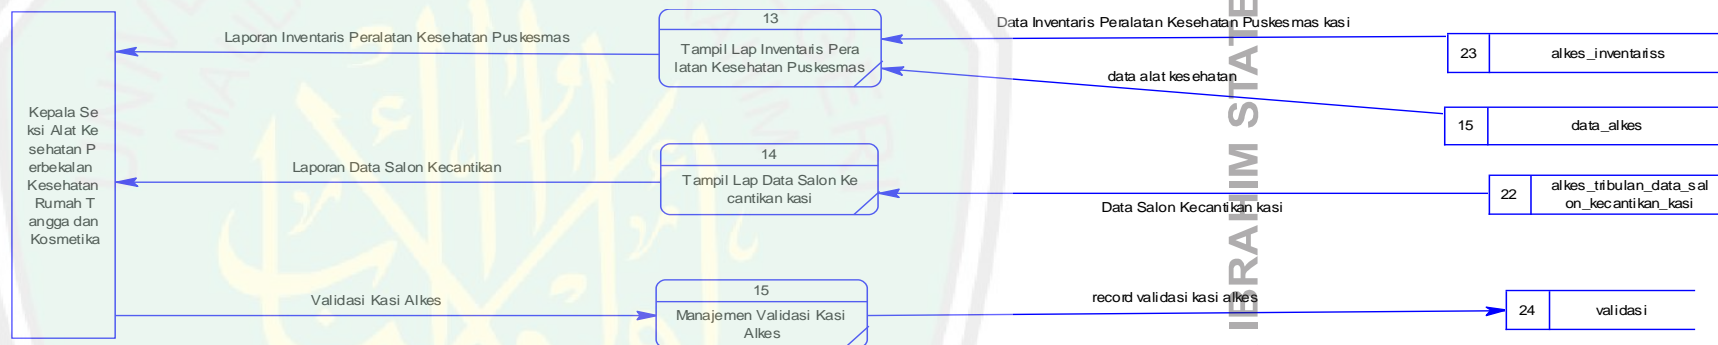 13
Data Inventaris Peralatan Kesehatan Puskesmas kasi
Laporan Inventaris Peralatan Kesehatan Puskesmas
Tampil Lap Inventaris Pera
latan Kesehatan Puskesmas
23
alkes_inventariss
data alat kesehatan
Kepala Se
ksi Alat Ke
sehatan P
erbekalan
Kesehatan
Rumah T
angga dan
Kosmetika
15
data_alkes
14
Laporan Data Salon Kecantikan
Tampil Lap Data Salon Ke
cantikan kasi
22
alkes_tribulan_data_sal
on_kecantikan_kasi
Data Salon Kecantikan kasi
15
Validasi Kasi Alkes
record validasi kasi alkes
Manajemen Validasi Kasi
Alkes
24
validasi
IBRAHIM STATE